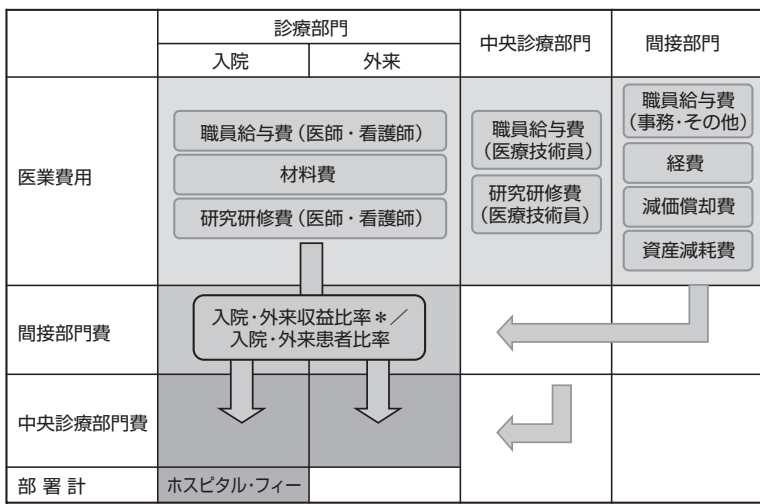 診療部門
中央診療部門
間接部門
入院
外来
医業費用
職員給与費（医師・看護師）
材料費
研究研修費（医師・看護師）
職員給与費
（医療技術員）
研究研修費
（医療技術員）
職員給与費
（事務・その他）
経費
減価償却費
資産減耗費
間接部門費
入院・外来収益比率＊／
入院・外来患者比率
中央診療部門費
部 署 計
ホスピタル・フィー